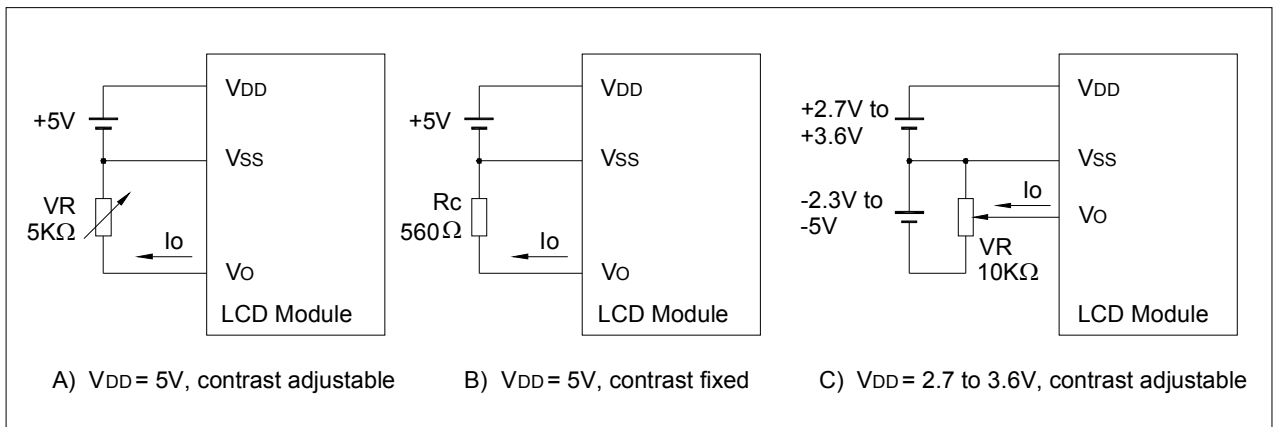 VDD
+5V
VSS
VR
5KΩ
Io
VO
LCD Module
A) VDD = 5V, contrast adjustable
VDD
+5V
VSS
Rc
560Ω
Io
VO
LCD Module
B) VDD = 5V, contrast fixed
VDD
+2.7V to
+3.6V
VSS
-2.3V to
-5V
Io
VO
VR
10KΩ
LCD Module
C) VDD = 2.7 to 3.6V, contrast adjustable